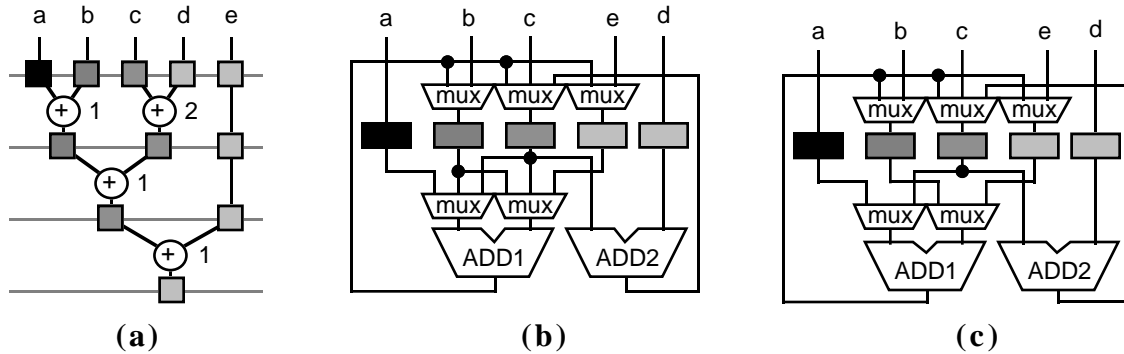 a b c d e
+ 1 + 2
+ 1
+ 1
(a)
a b c e d
mux mux mux
mux mux
ADD1 ADD2
(b)
a b c e d
mux mux mux
mux mux
ADD1 ADD2
(c)